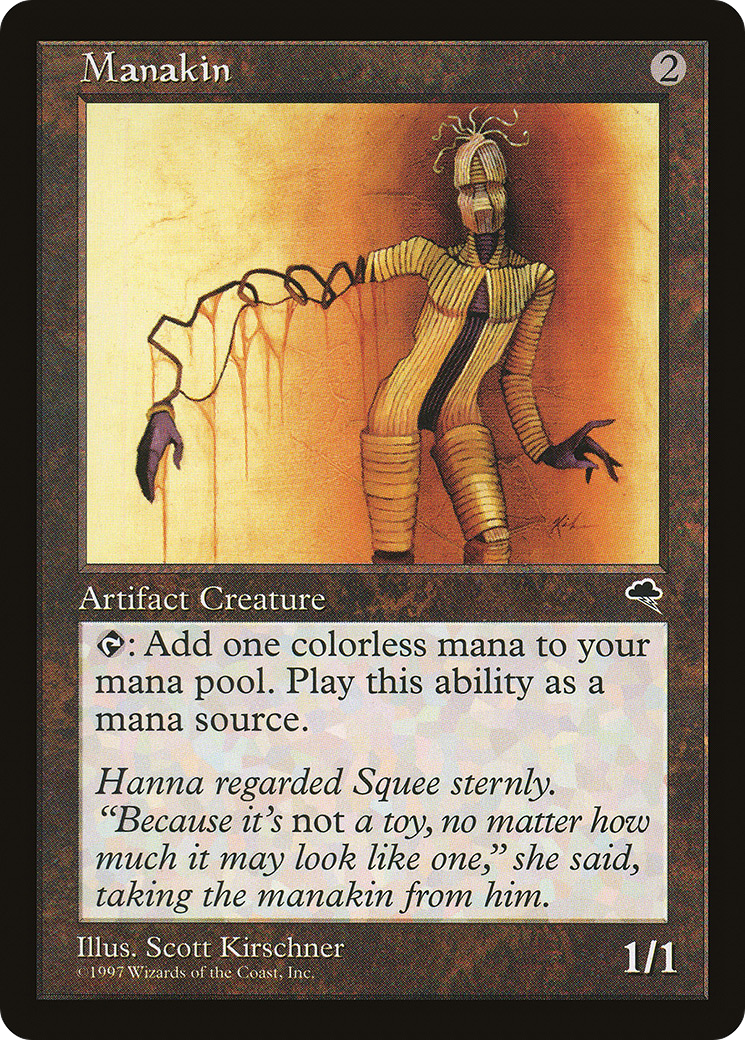 Manakin 2
Artifact Creature
: Add one colorless mana to your
mana pool. Play this ability as a
mana source.
Hanna regarded Squee sternly.
“Because it’s not a toy, no matter how
much it may look like one,” she said,
taking the manakin from him.
Illus. Scott Kirschner
©1997 Wizards of the Coast, Inc.
1/1